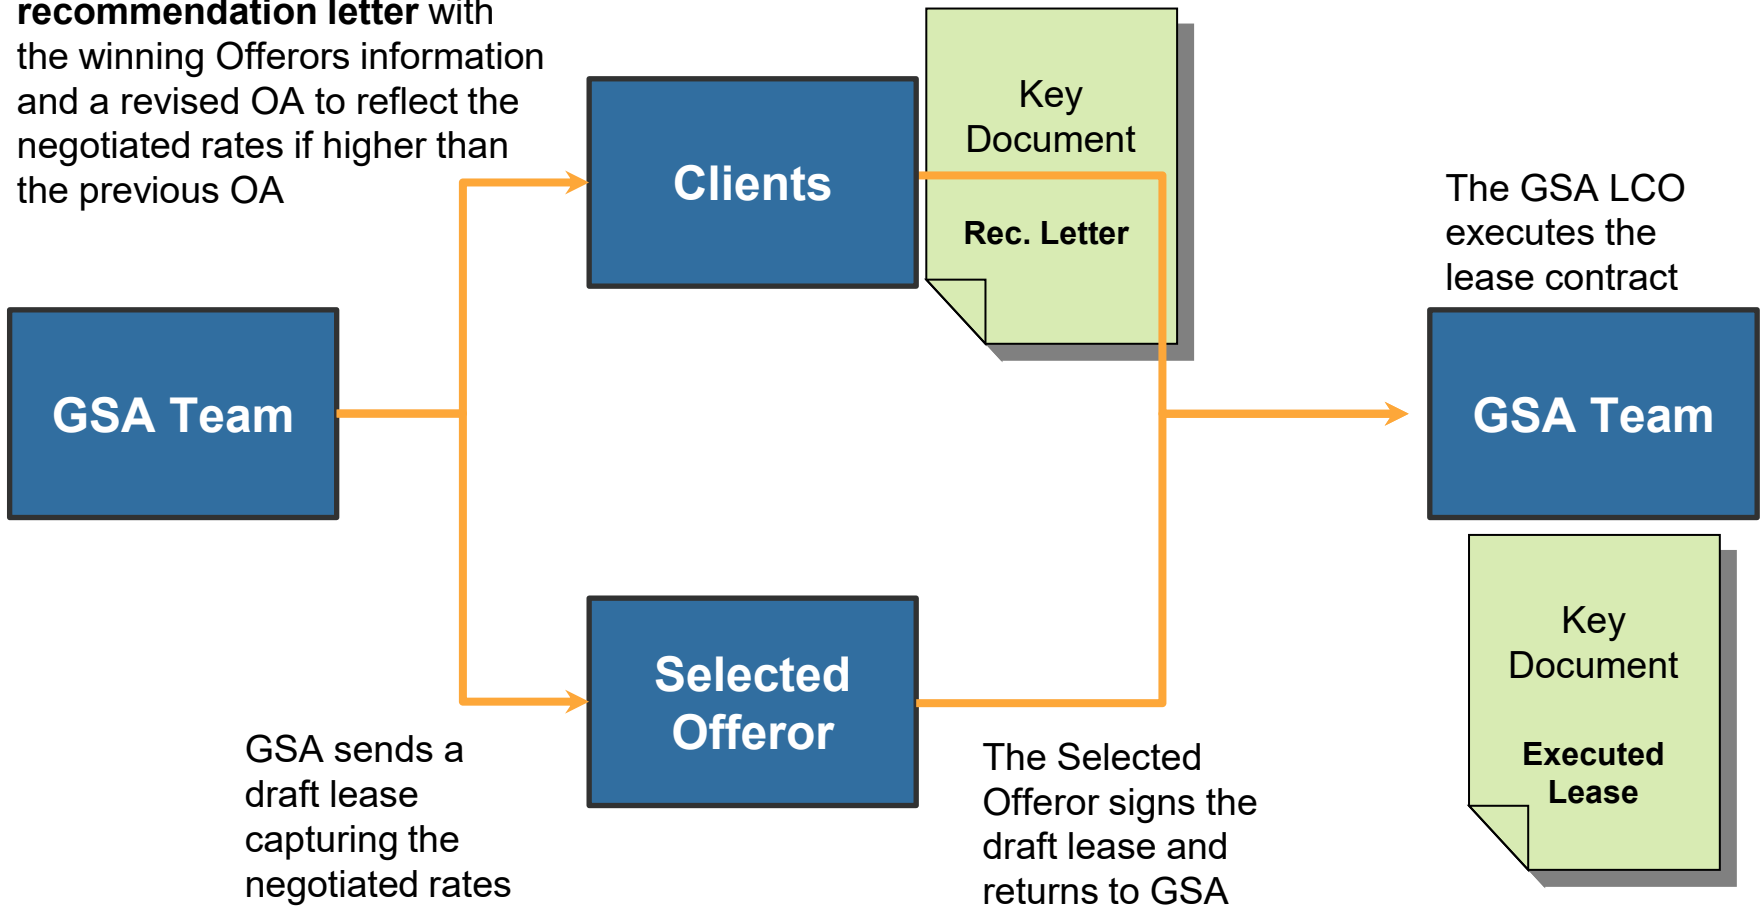 recommendation letter with
the winning Offerors information
and a revised OA to reflect the
negotiated rates if higher than
the previous OA
Clients
Key
Document
Rec. Letter
The GSA LCO
executes the
lease contract
GSA Team
GSA Team
Selected
Offeror
GSA sends a
draft lease
capturing the
negotiated rates
The Selected
Offeror signs the
draft lease and
returns to GSA
Key
Document
Executed
Lease